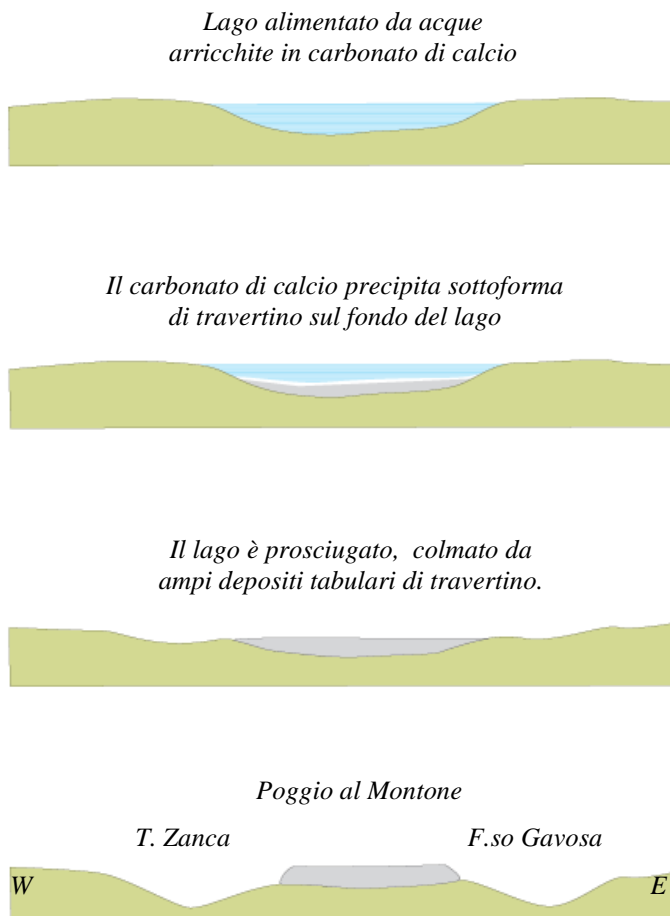 Lago alimentato da acque
arricchite in carbonato di calcio
Il carbonato di calcio precipita sottoforma
di travertino sul fondo del lago
Il lago è prosciugato, colmato da
ampi depositi tabulari di travertino.
Poggio al Montone
T. Zanca F.so Gavosa
W E